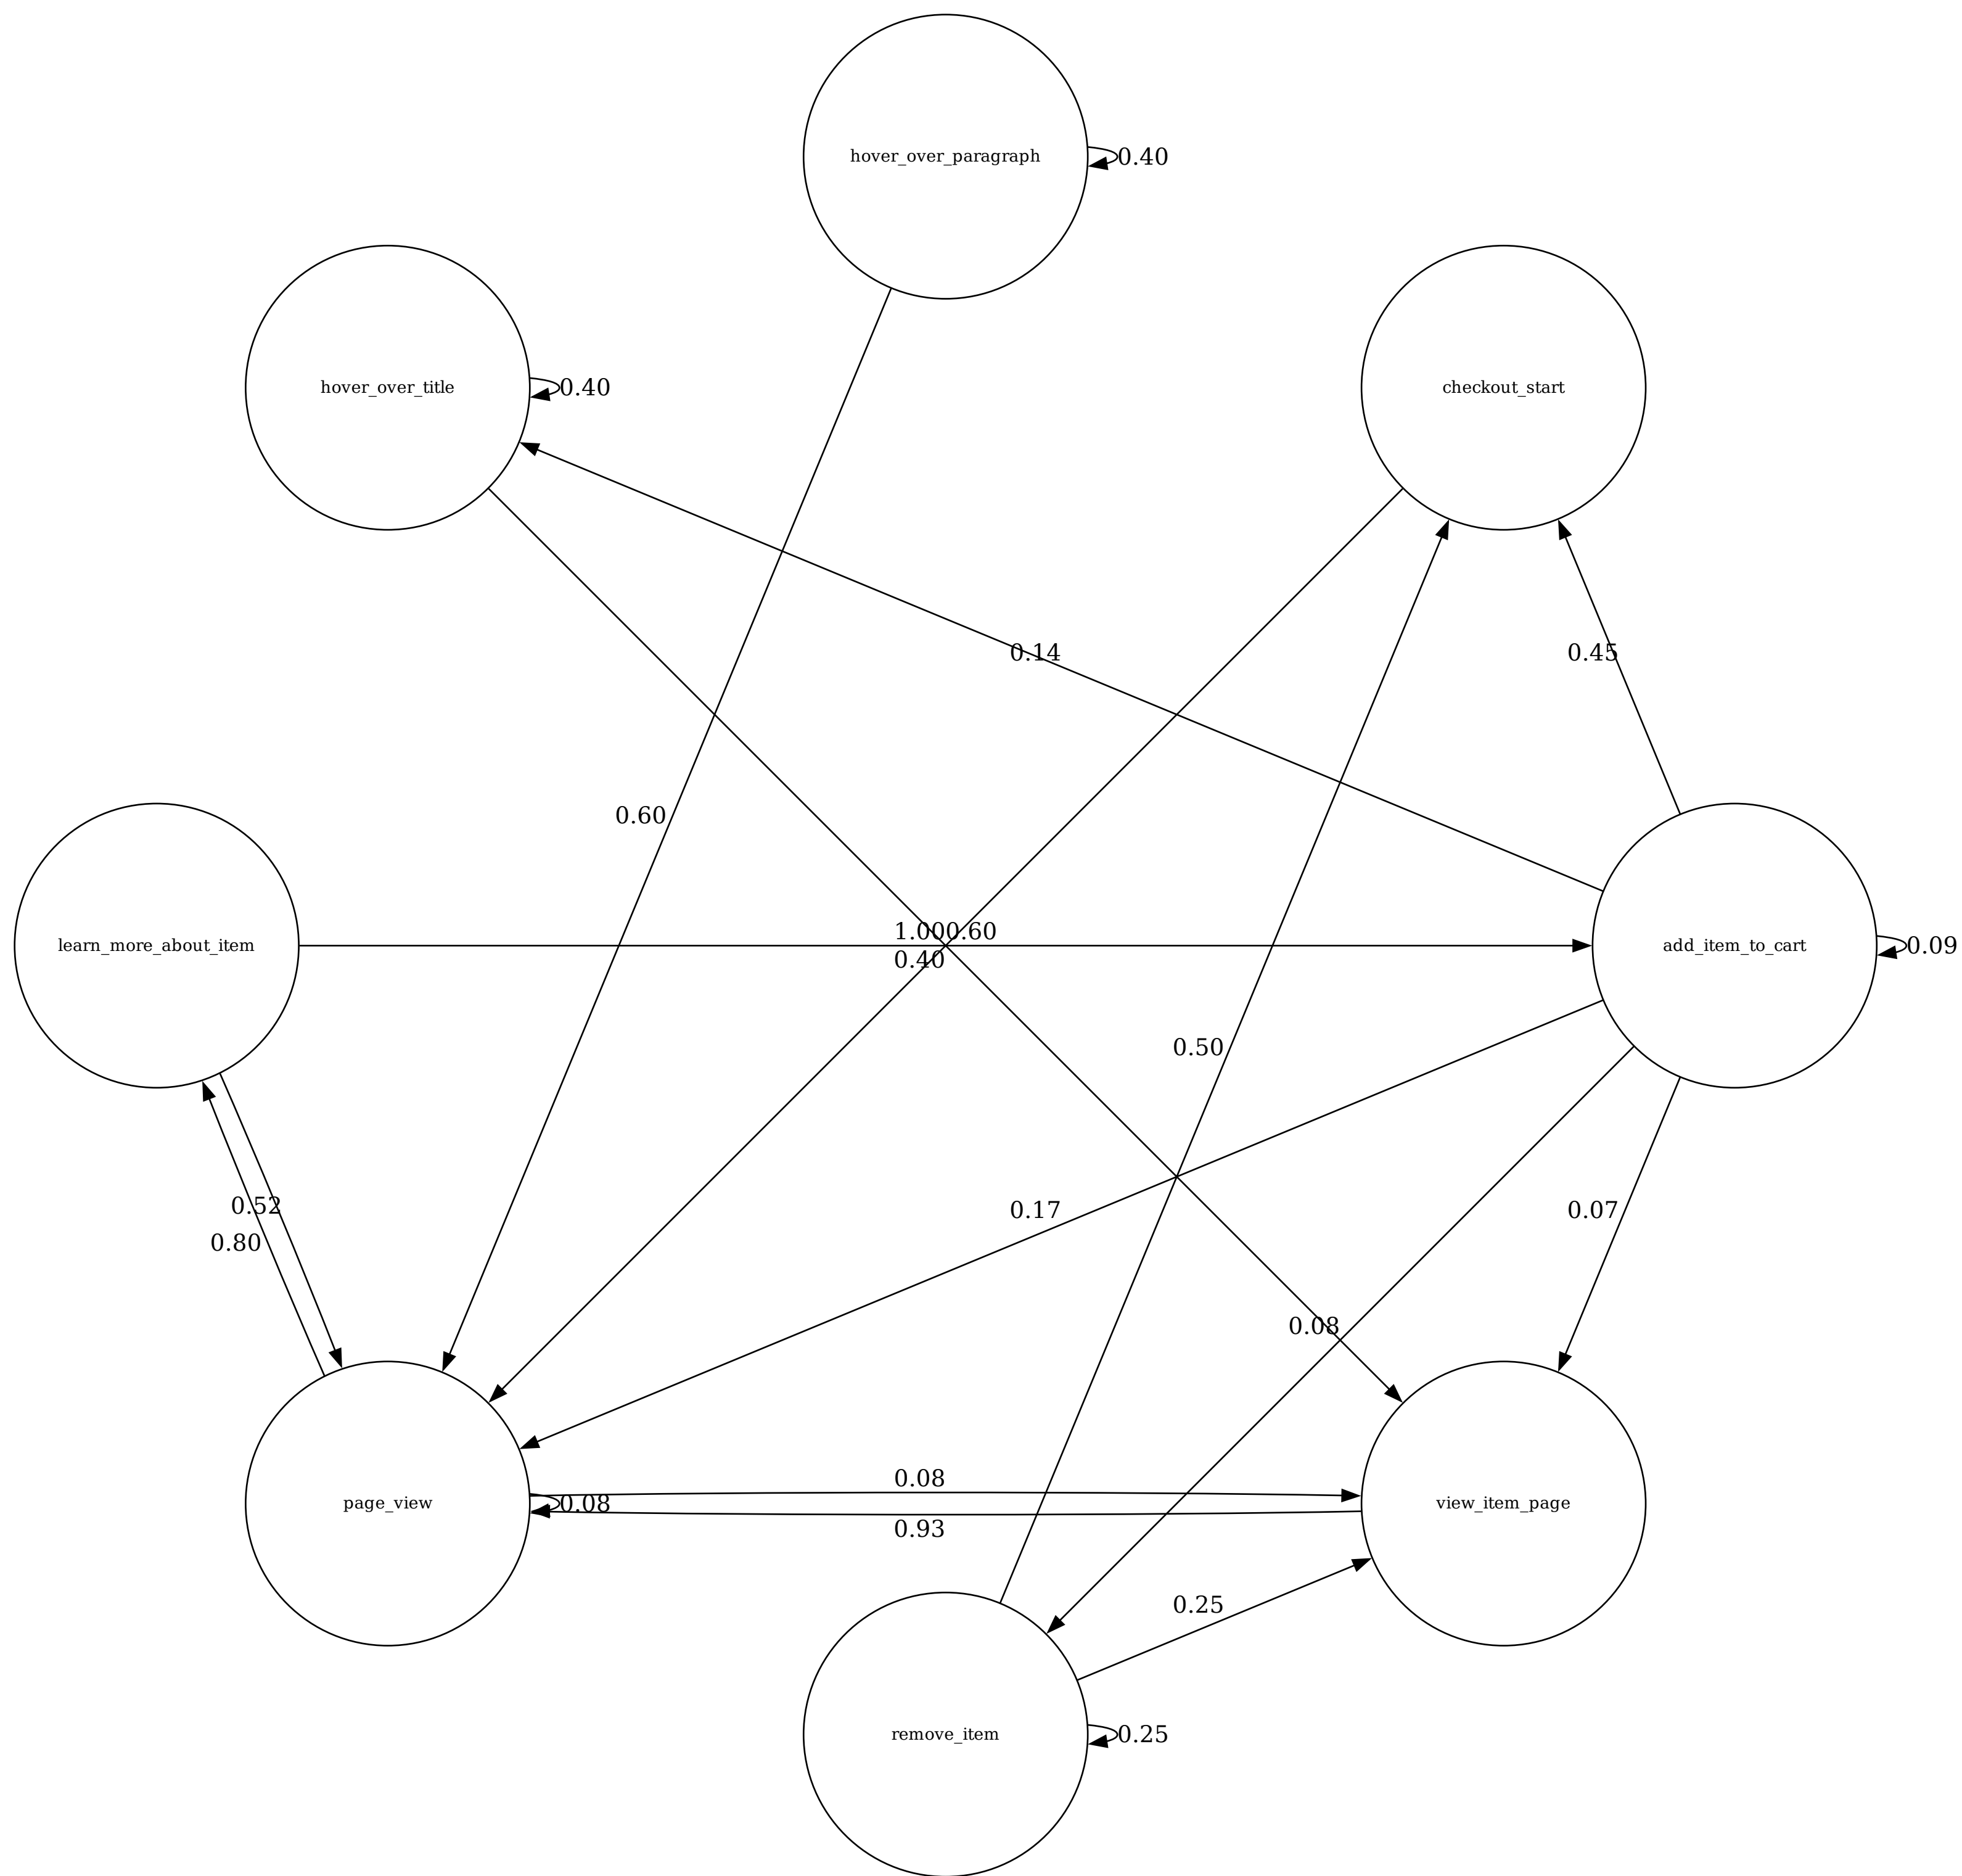 hover_over_paragraph
0.40
hover_over_title
0.40
checkout_start
0.14
0.45
0.60
1.00
0.60
learn_more_about_item
add_item_to_cart
0.09
0.40
0.50
0.52
0.17
0.07
0.80
0.08
0.08
page_view
0.08
view_item_page
0.93
0.25
remove_item
0.25